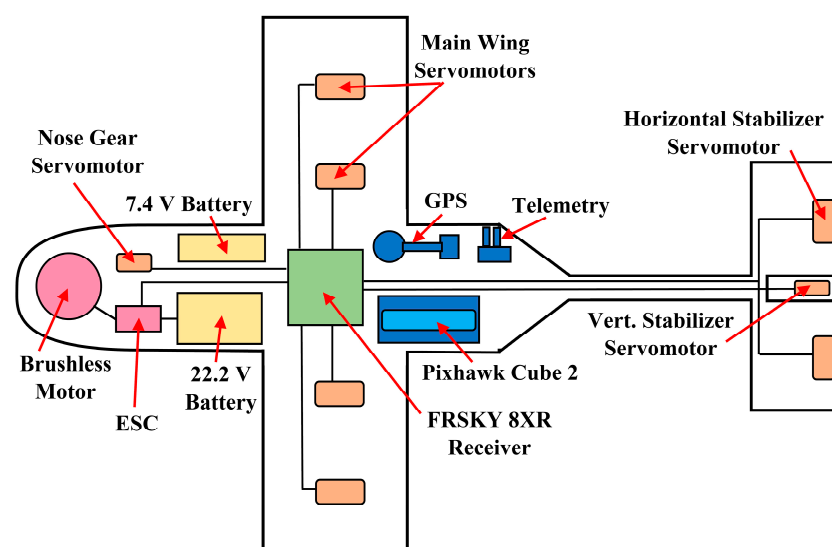 Main Wing
Servomotors
Horizontal Stabilizer
Servomotor
Nose Gear
Servomotor
7.4 V Battery
GPS
Telemetry
Vert. Stabilizer
Servomotor
Brushless
Motor
22.2 V
Battery
Pixhawk Cube 2
ESC
FRSKY 8XR
Receiver